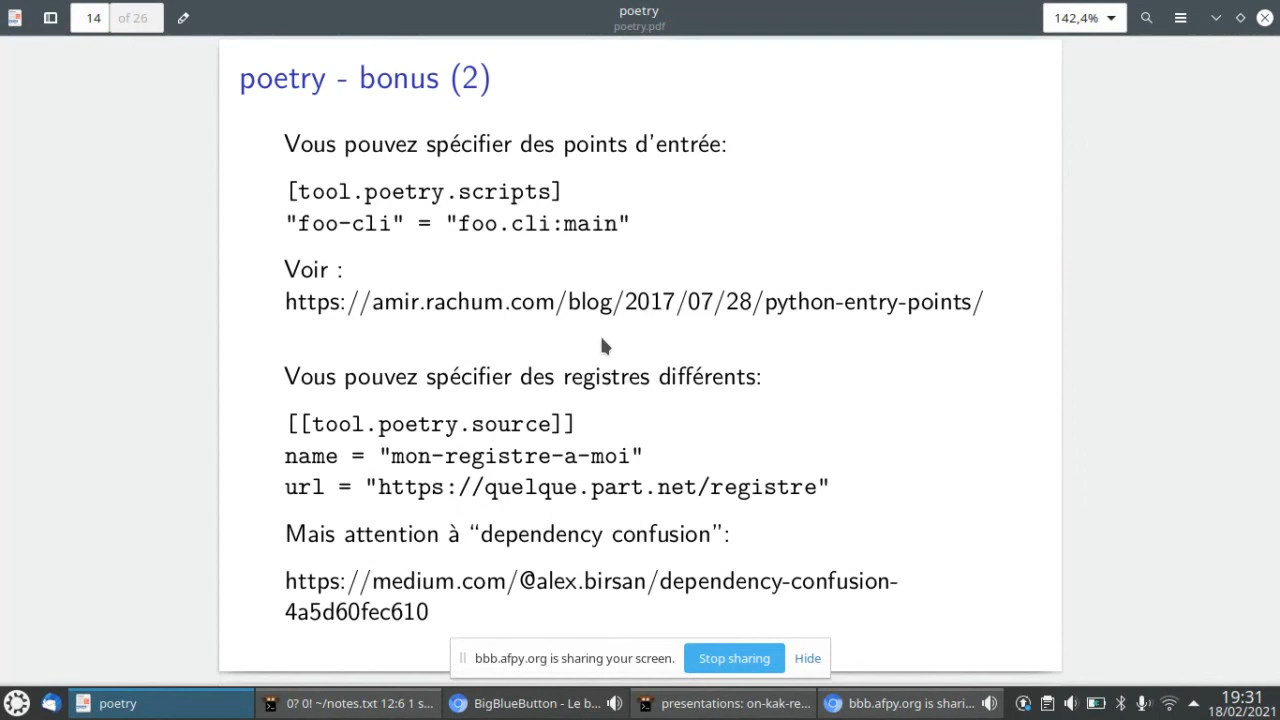 poetry
14 of 26
poetry.pdf
142,4%
poetry - bonus (2)
Vous pouvez spécifier des points d'entrée:
[tool.poetry.scripts]
"foo-cli" = "foo.cli:main"
Voir :
https://amir.rachum.com/blog/2017/07/28/python-entry-points/
Vous pouvez spécifier des registres différents:
[[tool.poetry.source]]
name = "mon-registre-a-moi"
url = "https://quelque.part.net/registre"
Mais attention à “dependency confusion”:
https://medium.com/@alex.birsan/dependency-confusion-
4a5d60fec610
bbb.afpy.org is sharing your screen. Stop sharing Hide
poetry 0? 0! ~/notes.txt 12:6 1 s... BigBlueButton - Le b... presentations: on-kak-re... bbb.afpy.org is shari... 19:31
18/02/2021